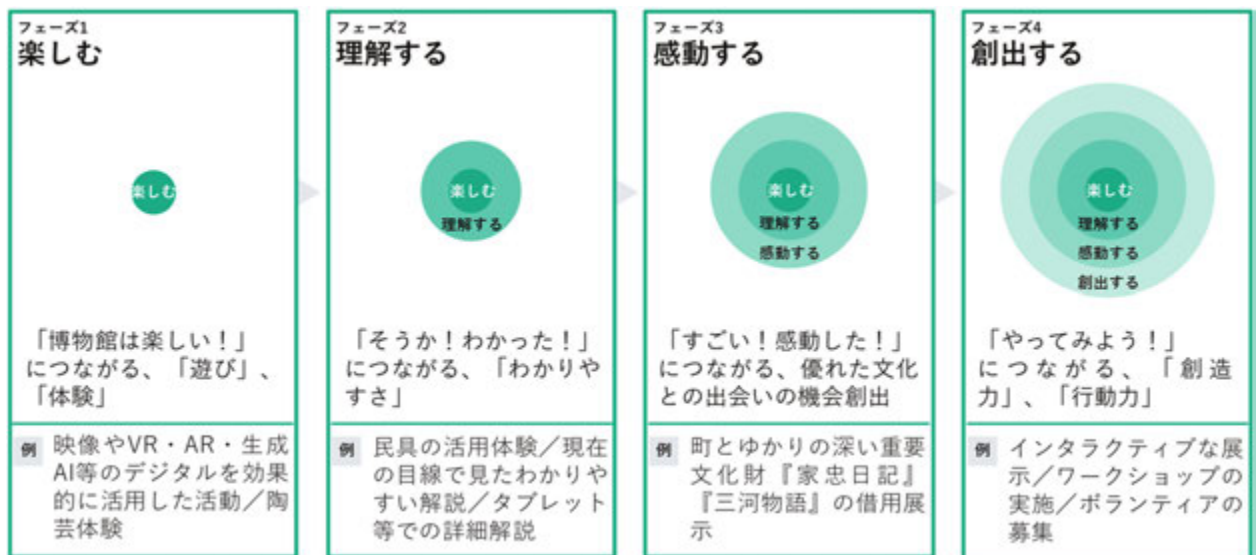 フェーズ1
楽しむ
楽しむ
「博物館は楽しい！」
につながる、「遊び」、
「体験」
例
映像やVR・AR・生成
AI等のデジタルを効果
的に活用した活動／陶
芸体験
フェーズ2
理解する
楽しむ
理解する
「そうか！わかった！」
につながる、「わかりや
すさ」
例
民具の活用体験／現在
の目線で見たわかりや
すい解説／タブレット
等での詳細解説
フェーズ3
感動する
楽しむ
理解する
感動する
「すごい！感動した！」
につながる、優れた文化
との出会いの機会創出
例
町とゆかりの深い重要
文化財『家忠日記』
『三河物語』の借用展
示
フェーズ4
創出する
楽しむ
理解する
感動する
創出する
「やってみよう！」
につながる、「創造
力」、「行動力」
例
インタラクティブな展
示／ワークショップの
実施／ボランティアの
募集